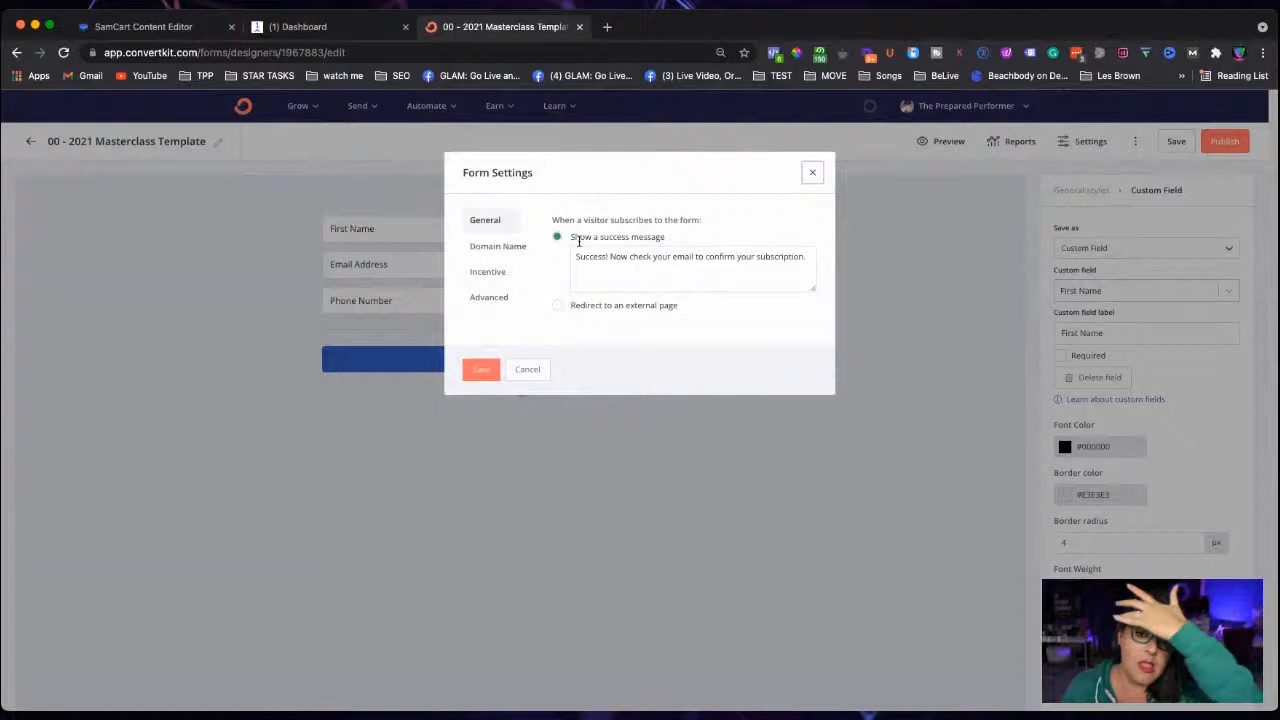 SamCart Content Editor
(1) Dashboard
00 - 2021 Masterclass Templa
app.convertkit.com/forms/designers/1967883/edit
Apps
Gmail
YouTube
TPP
STAR TASKS
watch me
SEO
GLAM: Go Live an...
(4) GLAM: Go Live...
(3) Live Video, Or...
TEST
MOVE
Songs
BeLive
Beachbody on De...
Les Brown
»
Reading List
Grow
Send
Automate
Earn
Learn
The Prepared Performer
00 - 2021 Masterclass Template
Preview
Reports
Settings
Save
Publish
Form Settings
General
Domain Name
Incentive
Advanced
When a visitor subscribes to the form:
Show a success message
Success! Now check your email to confirm your subscription.
Redirect to an external page
Save
Cancel
First Name
Email Address
Phone Number
General styles > Custom Field
Save as
Custom Field
Custom field
First Name
Custom field label
First Name
Required
Delete field
Learn about custom fields
Font Color
#000000
Border color
#E3E3E3
Border radius
4 px
Font Weight